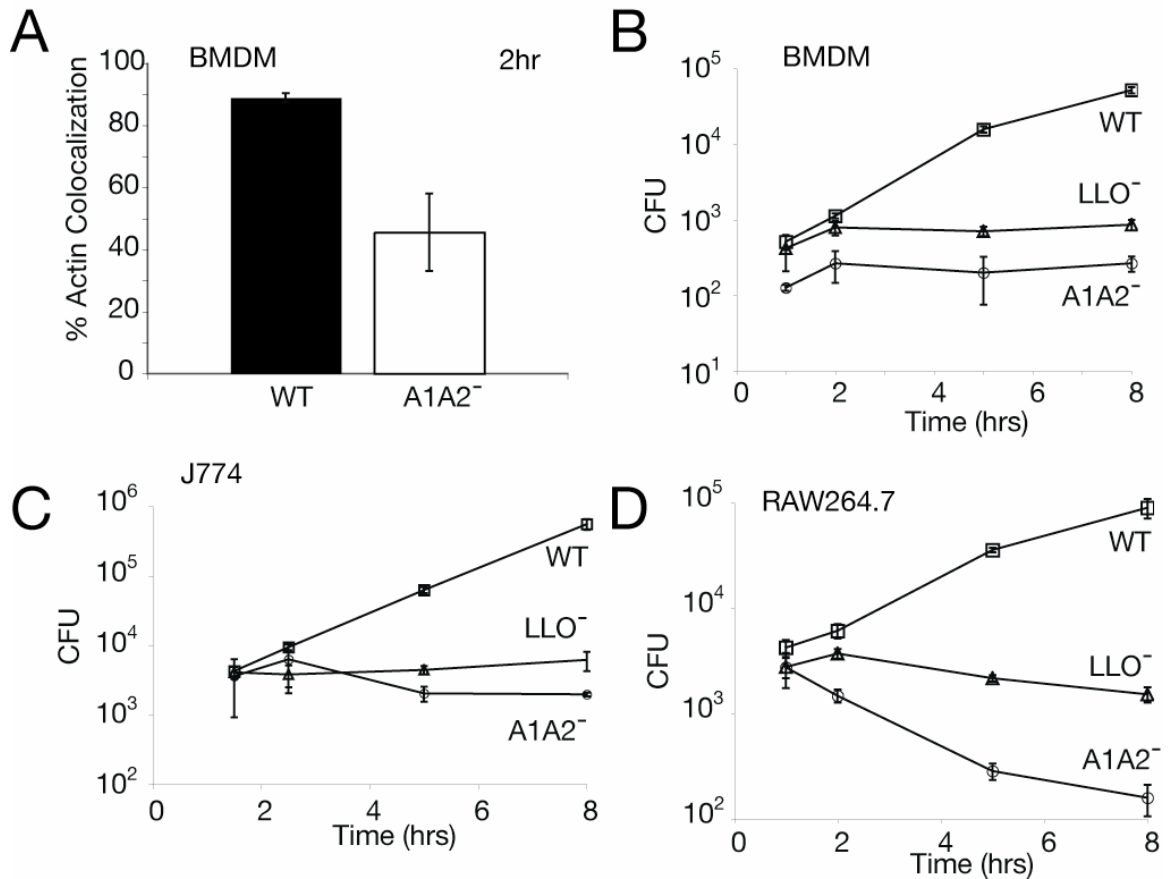 A
BMDM
2hr
% Actin Colocalization
100
80
60
40
20
0
WT
A1A2⁻
B
BMDM
CFU
10⁵
10⁴
10³
10²
10¹
WT
LLO⁻
A1A2⁻
0 2 4 6 8
Time (hrs)
C
J774
CFU
10⁶
10⁵
10⁴
10³
10²
WT
LLO⁻
A1A2⁻
0 2 4 6 8
Time (hrs)
D
RAW264.7
CFU
10⁵
10⁴
10³
10²
WT
LLO⁻
A1A2⁻
0 2 4 6 8
Time (hrs)